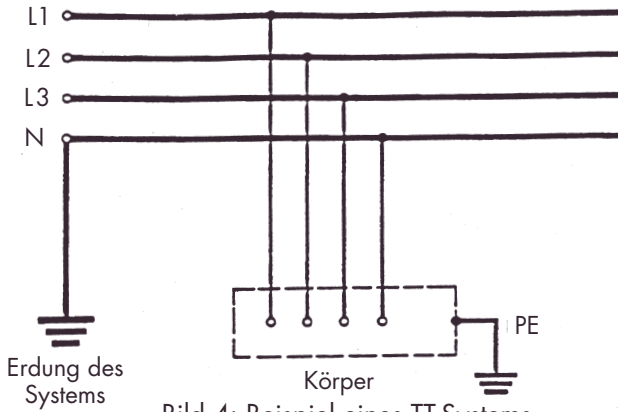 L1
L2
L3
N
PE
Erdung des
Systems
Körper
Bild 4: Beispiel eines TT-Systems